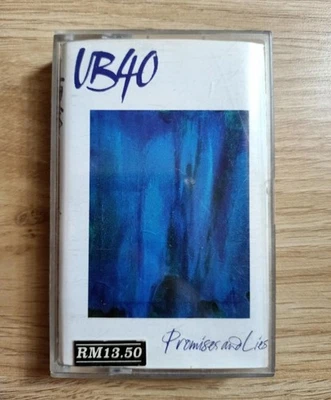 UB40
Promises and Lies
RM13.50